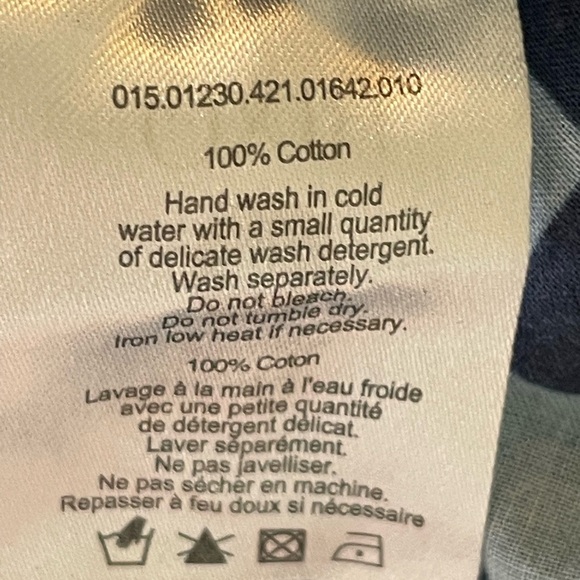 015.01230.421.01642.010
100% Cotton
Hand wash in cold
water with a small quantity
of delicate wash detergent.
Wash separately.
Do not bleach.
Do not tumble dry.
Iron low heat if necessary.
100% Coton
Lavage à la main à l'eau froide
avec une petite quantité
de détergent délicat.
Laver séparément.
Ne pas javelliser.
Ne pas sécher en machine.
Repasser à feu doux si nécessaire